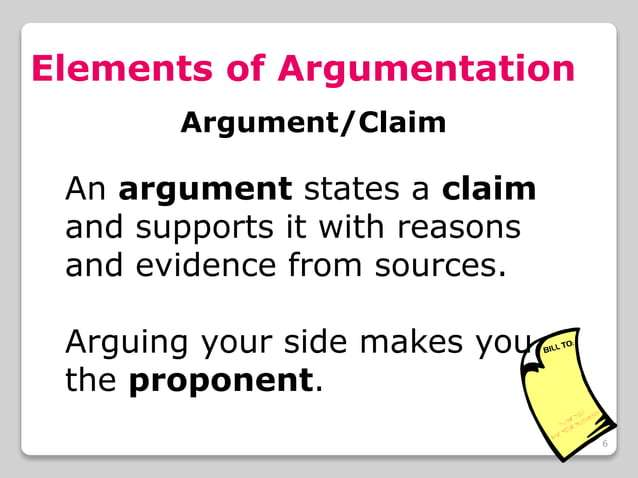 Elements of Argumentation
Argument/Claim
An argument states a claim
and supports it with reasons
and evidence from sources.
Arguing your side makes you
the proponent.
BILL TO:
6